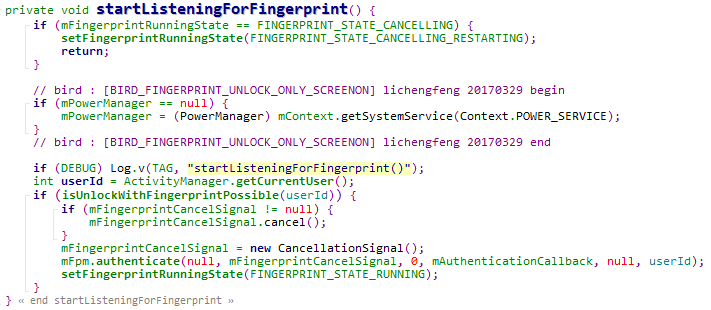 private void startListeningForFingerprint() {
if (mFingerprintRunningState == FINGERPRINT_STATE_CANCELLING) {
setFingerprintRunningState(FINGERPRINT_STATE_CANCELLING_RESTARTING);
return;
}
// bird : [BIRD_FINGERPRINT_UNLOCK_ONLY_SCREENON] lichengfeng 20170329 begin
if (mPowerManager == null) {
mPowerManager = (PowerManager) mContext.getSystemService(Context.POWER_SERVICE);
}
// bird : [BIRD_FINGERPRINT_UNLOCK_ONLY_SCREENON] lichengfeng 20170329 end
if (DEBUG) Log.v(TAG, "startListeningForFingerprint()");
int userId = ActivityManager.getCurrentUser();
if (isUnlockWithFingerprintPossible(userId)) {
if (mFingerprintCancelSignal != null) {
mFingerprintCancelSignal.cancel();
}
mFingerprintCancelSignal = new CancellationSignal();
mFpm.authenticate(null, mFingerprintCancelSignal, 0, mAuthenticationCallback, null, userId);
setFingerprintRunningState(FINGERPRINT_STATE_RUNNING);
}
} « end startListeningForFingerprint »